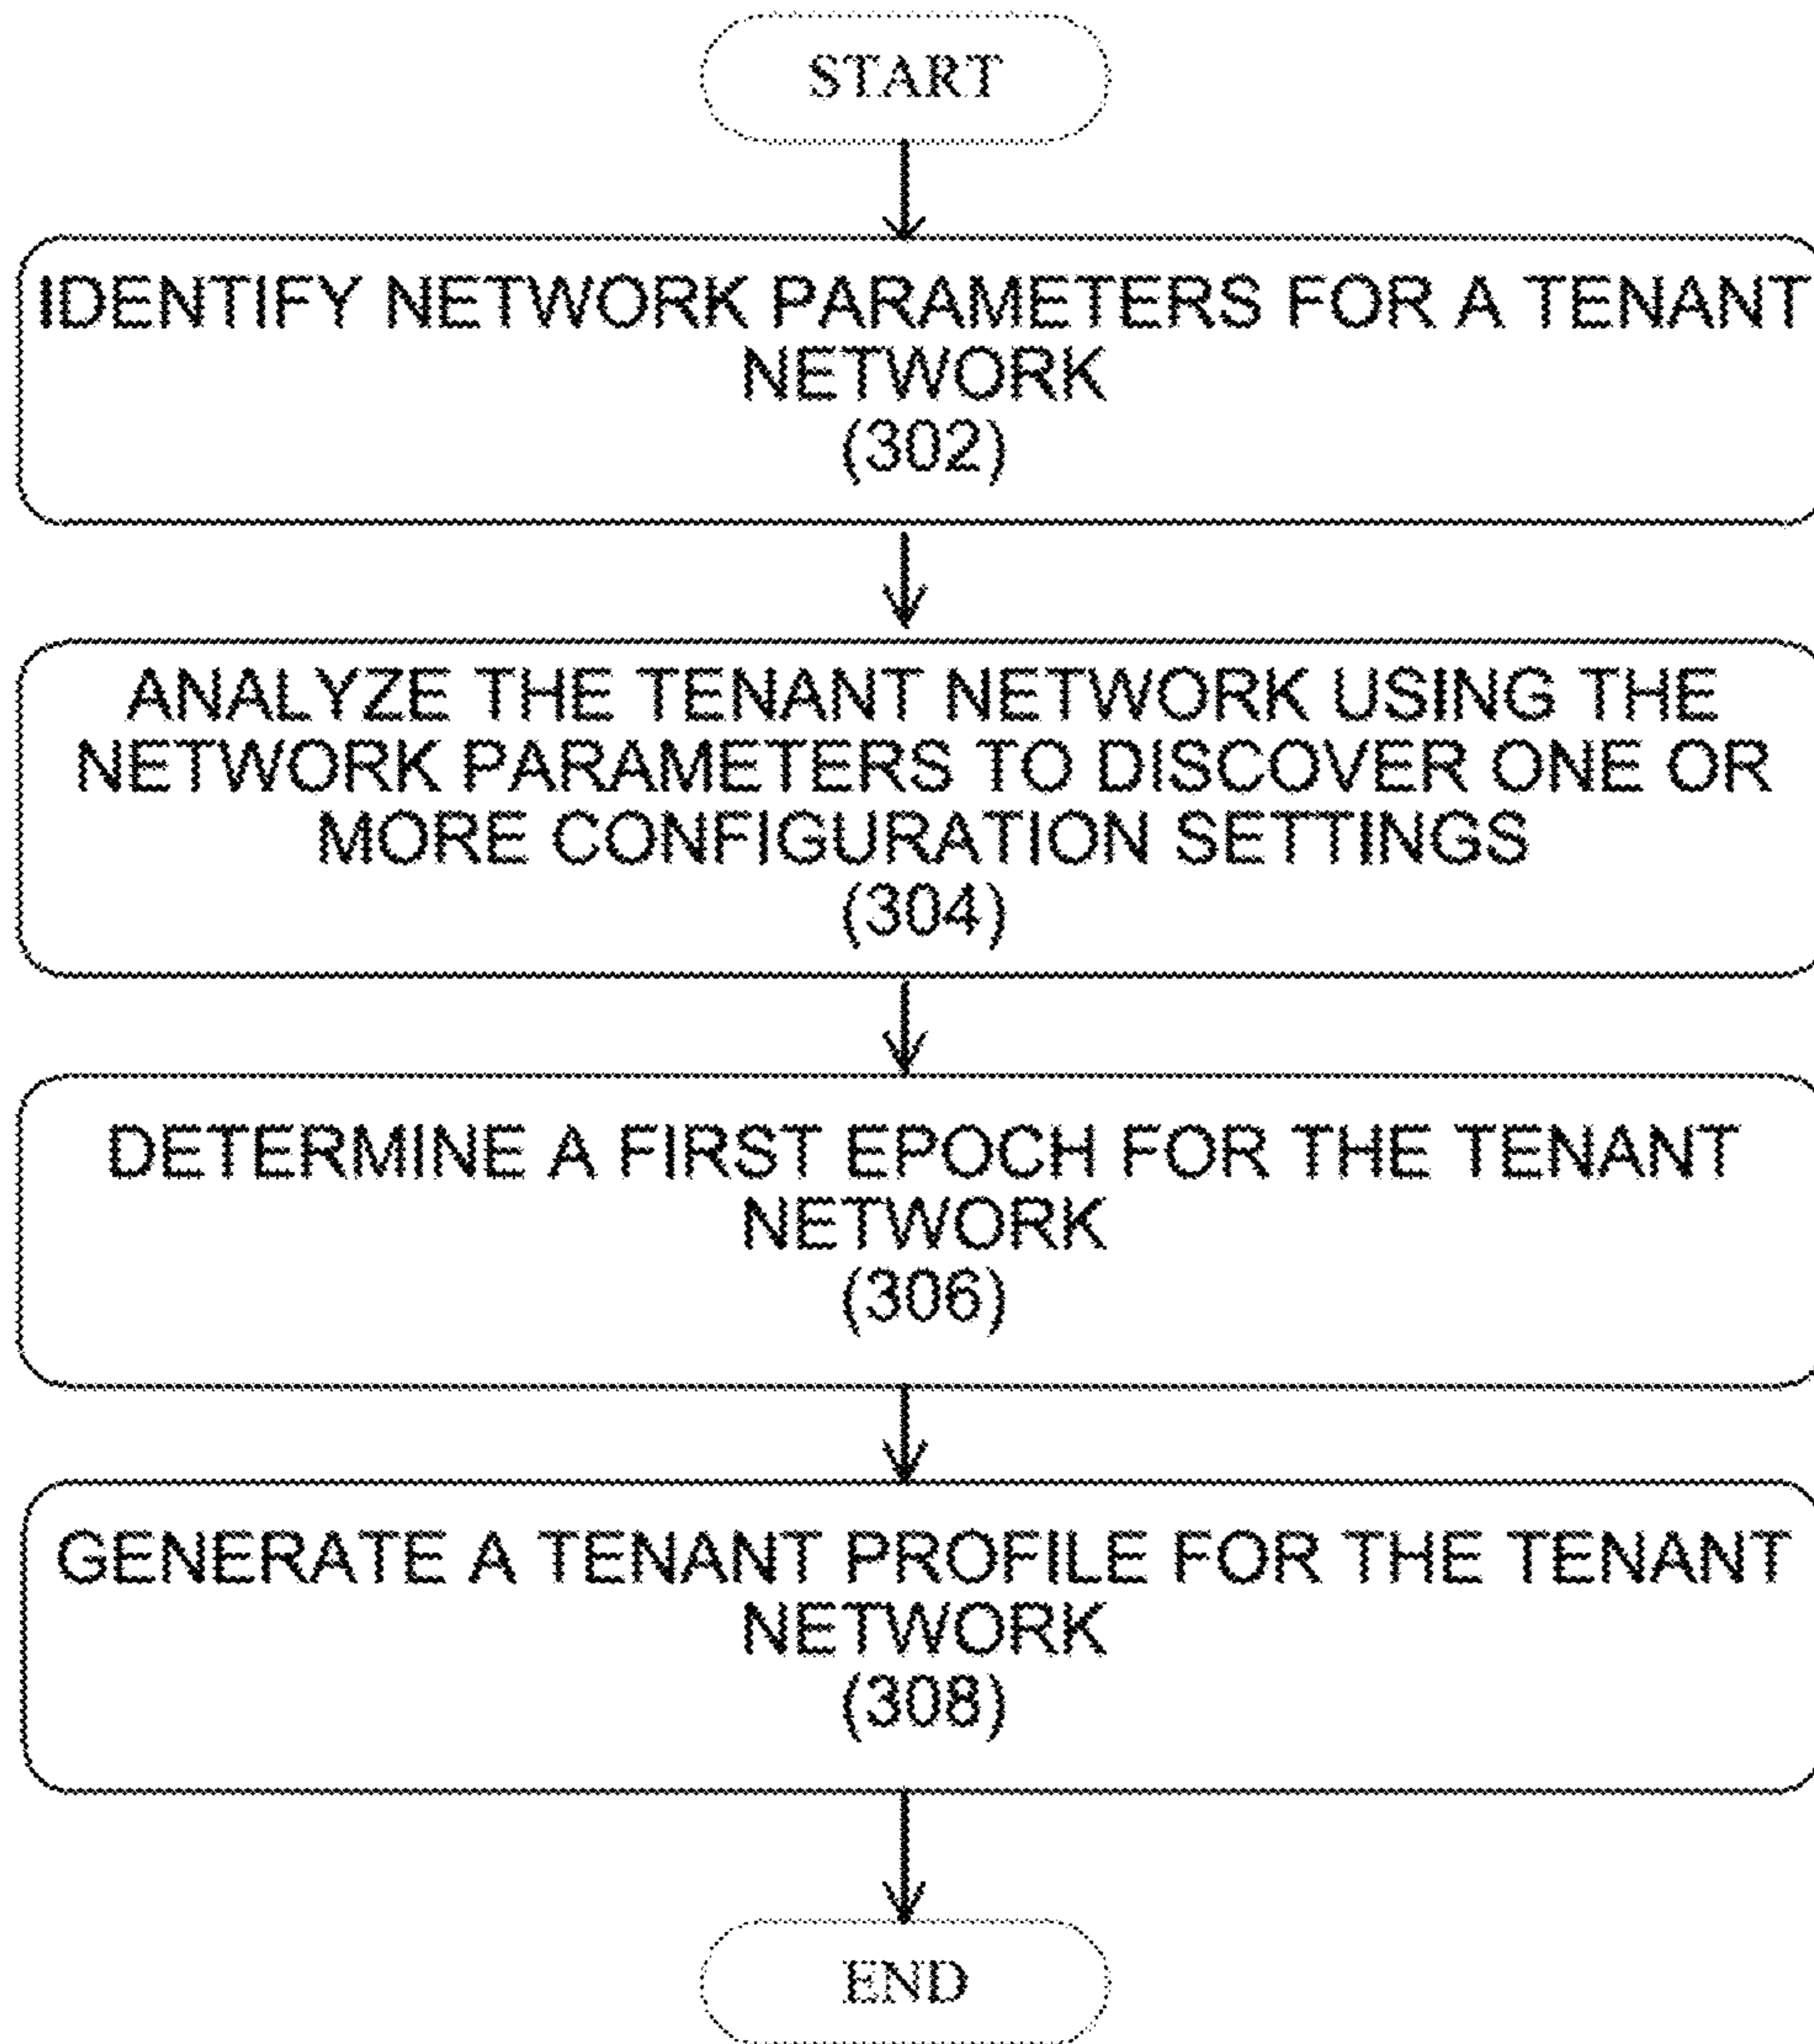 START
IDENTIFY NETWORK PARAMETERS FOR A TENANT
NETWORK
(302)
ANALYZE THE TENANT NETWORK USING THE
NETWORK PARAMETERS TO DISCOVER ONE OR
MORE CONFIGURATION SETTINGS
(304)
DETERMINE A FIRST EPOCH FOR THE TENANT
NETWORK
(306)
GENERATE A TENANT PROFILE FOR THE TENANT
NETWORK
(308)
END